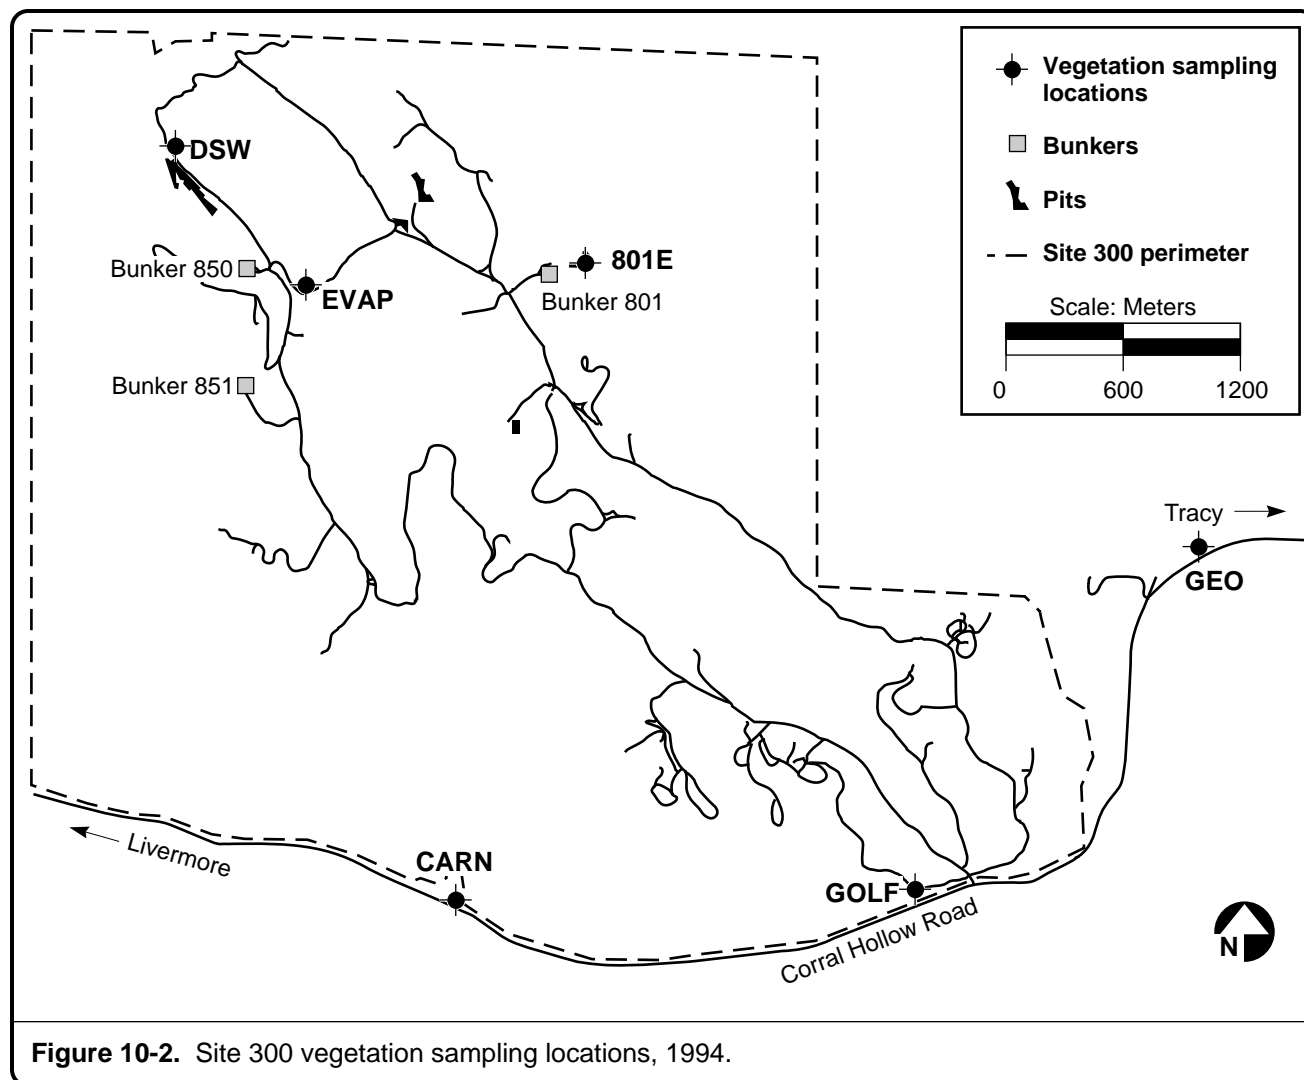 Vegetation sampling
locations
Bunkers
Pits
Site 300 perimeter
Scale: Meters
0 600 1200
DSW
Bunker 850
EVAP
801E
Bunker 801
Bunker 851
Tracy
GEO
Livermore
CARN
GOLF
Corral Hollow Road
N
Figure 10-2. Site 300 vegetation sampling locations, 1994.